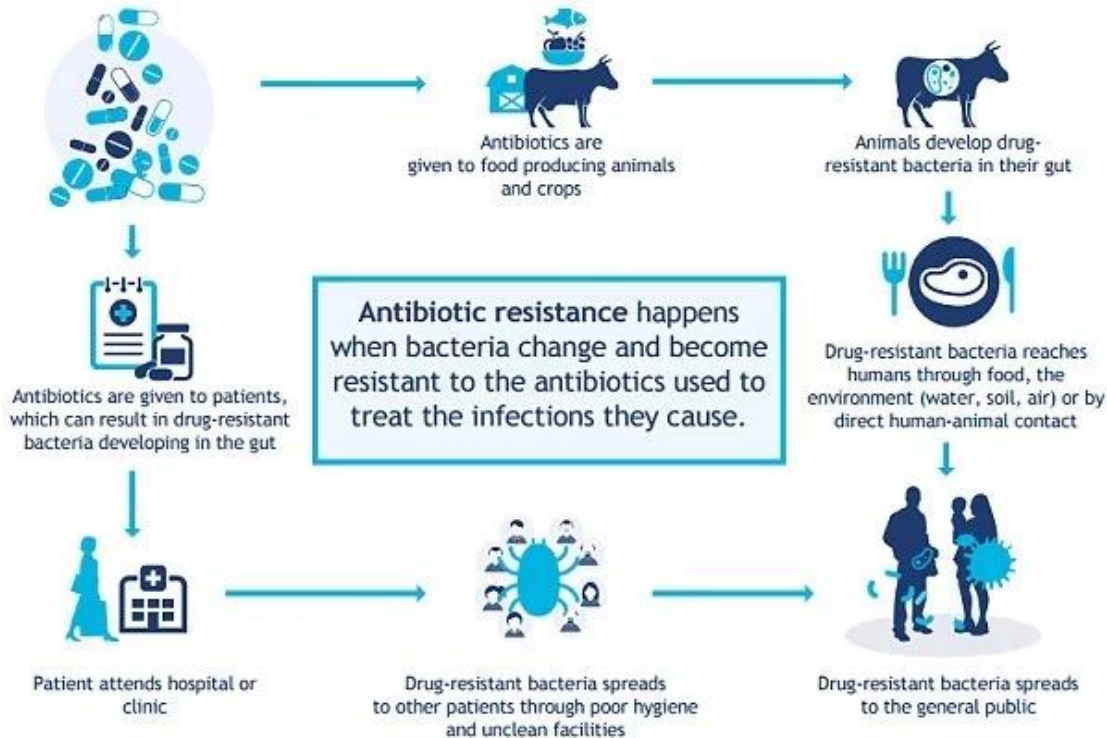 Antibiotics are
given to food producing animals
and crops
Animals develop drug-
resistant bacteria in their gut
Antibiotics are given to patients,
which can result in drug-resistant
bacteria developing in the gut
Antibiotic resistance happens
when bacteria change and become
resistant to the antibiotics used to
treat the infections they cause.
Drug-resistant bacteria reaches
humans through food, the
environment (water, soil, air) or by
direct human-animal contact
Patient attends hospital or
clinic
Drug-resistant bacteria spreads
to other patients through poor hygiene
and unclean facilities
Drug-resistant bacteria spreads
to the general public